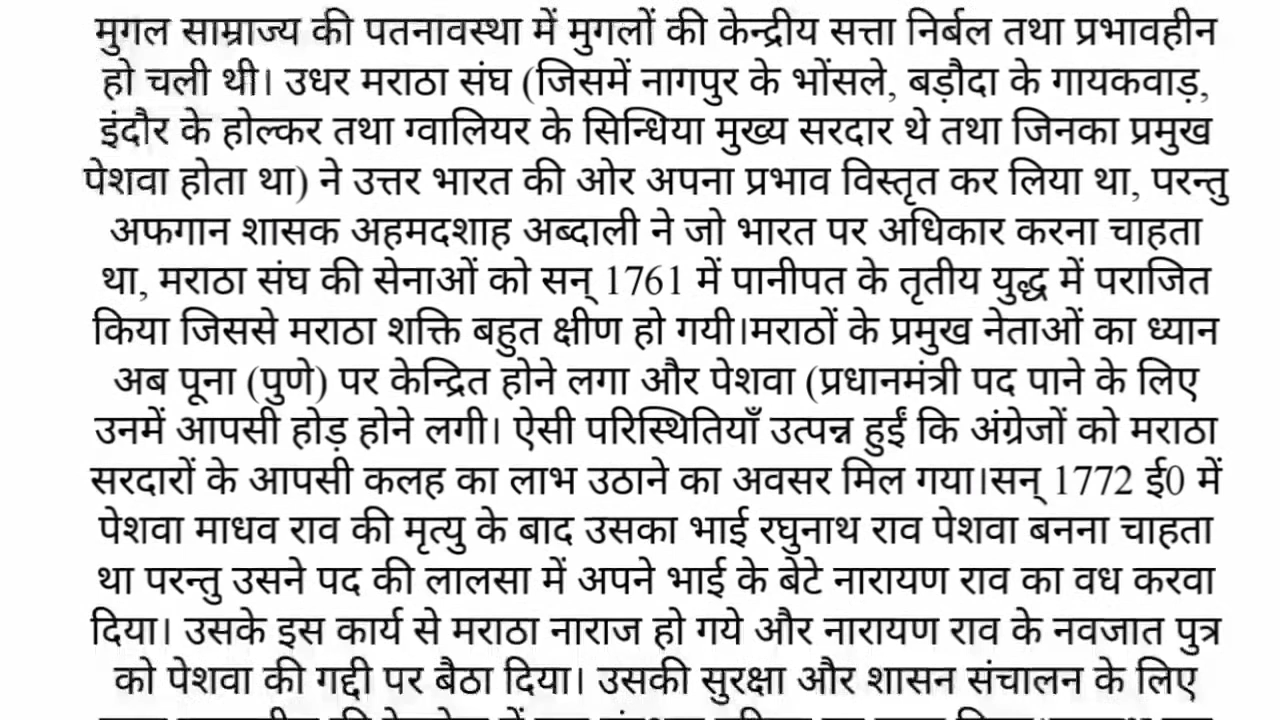 मुगल साम्राज्य की पतनावस्था में मुगलों की केन्द्रीय सत्ता निर्बल तथा प्रभावहीन
हो चली थी। उधर मराठा संघ (जिसमें नागपुर के भोंसले, बड़ौदा के गायकवाड़,
इंदौर के होल्कर तथा ग्वालियर के सिन्धिया मुख्य सरदार थे तथा जिनका प्रमुख
पेशवा होता था) ने उत्तर भारत की ओर अपना प्रभाव विस्तृत कर लिया था, परन्तु
अफगान शासक अहमदशाह अब्दाली ने जो भारत पर अधिकार करना चाहता
था, मराठा संघ की सेनाओं को सन् 1761 में पानीपत के तृतीय युद्ध में पराजित
किया जिससे मराठा शक्ति बहुत क्षीण हो गयी।मराठों के प्रमुख नेताओं का ध्यान
अब पूना (पुणे) पर केन्द्रित होने लगा और पेशवा (प्रधानमंत्री पद पाने के लिए
उनमें आपसी होड़ होने लगी। ऐसी परिस्थितियाँ उत्पन्न हुईं कि अंग्रेजों को मराठा
सरदारों के आपसी कलह का लाभ उठाने का अवसर मिल गया।सन् 1772 ई0 में
पेशवा माधव राव की मृत्यु के बाद उसका भाई रघुनाथ राव पेशवा बनना चाहता
था परन्तु उसने पद की लालसा में अपने भाई के बेटे नारायण राव का वध करवा
दिया। उसके इस कार्य से मराठा नाराज हो गये और नारायण राव के नवजात पुत्र
को पेशवा की गद्दी पर बैठा दिया। उसकी सुरक्षा और शासन संचालन के लिए